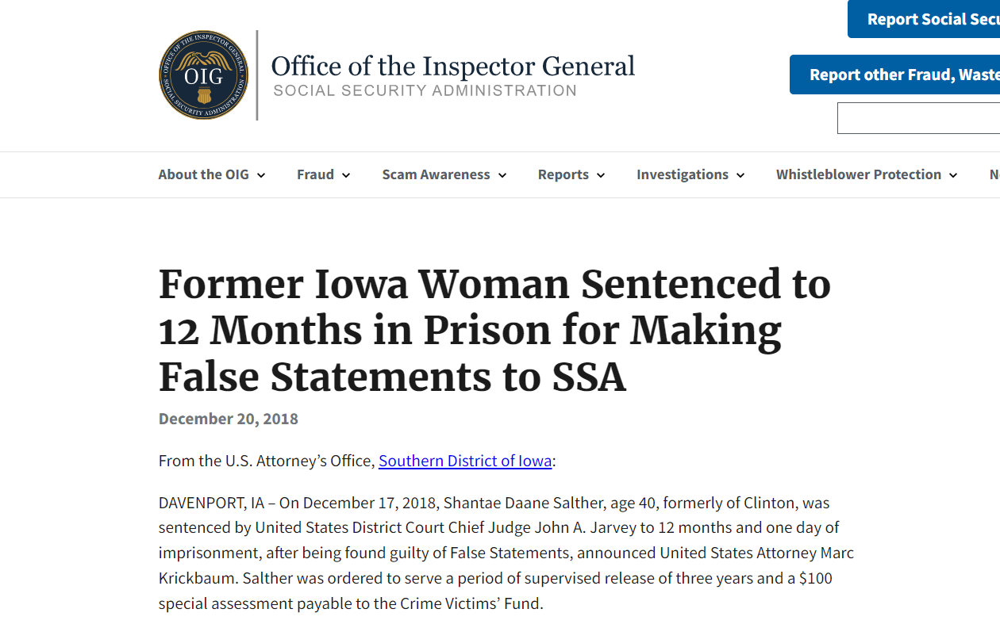 Report Social Secu
OFFICE OF THE INSPECTOR GENERAL
OIG
SOCIAL SECURITY ADMINISTRATION
Office of the Inspector General
SOCIAL SECURITY ADMINISTRATION
Report other Fraud, Waste
About the OIG
Fraud
Scam Awareness
Reports
Investigations
Whistleblower Protection
N
Former Iowa Woman Sentenced to
12 Months in Prison for Making
False Statements to SSA
December 20, 2018
From the U.S. Attorney’s Office, Southern District of Iowa:
DAVENPORT, IA – On December 17, 2018, Shantae Daane Salther, age 40, formerly of Clinton, was
sentenced by United States District Court Chief Judge John A. Jarvey to 12 months and one day of
imprisonment, after being found guilty of False Statements, announced United States Attorney Marc
Krickbaum. Salther was ordered to serve a period of supervised release of three years and a $100
special assessment payable to the Crime Victims’ Fund.